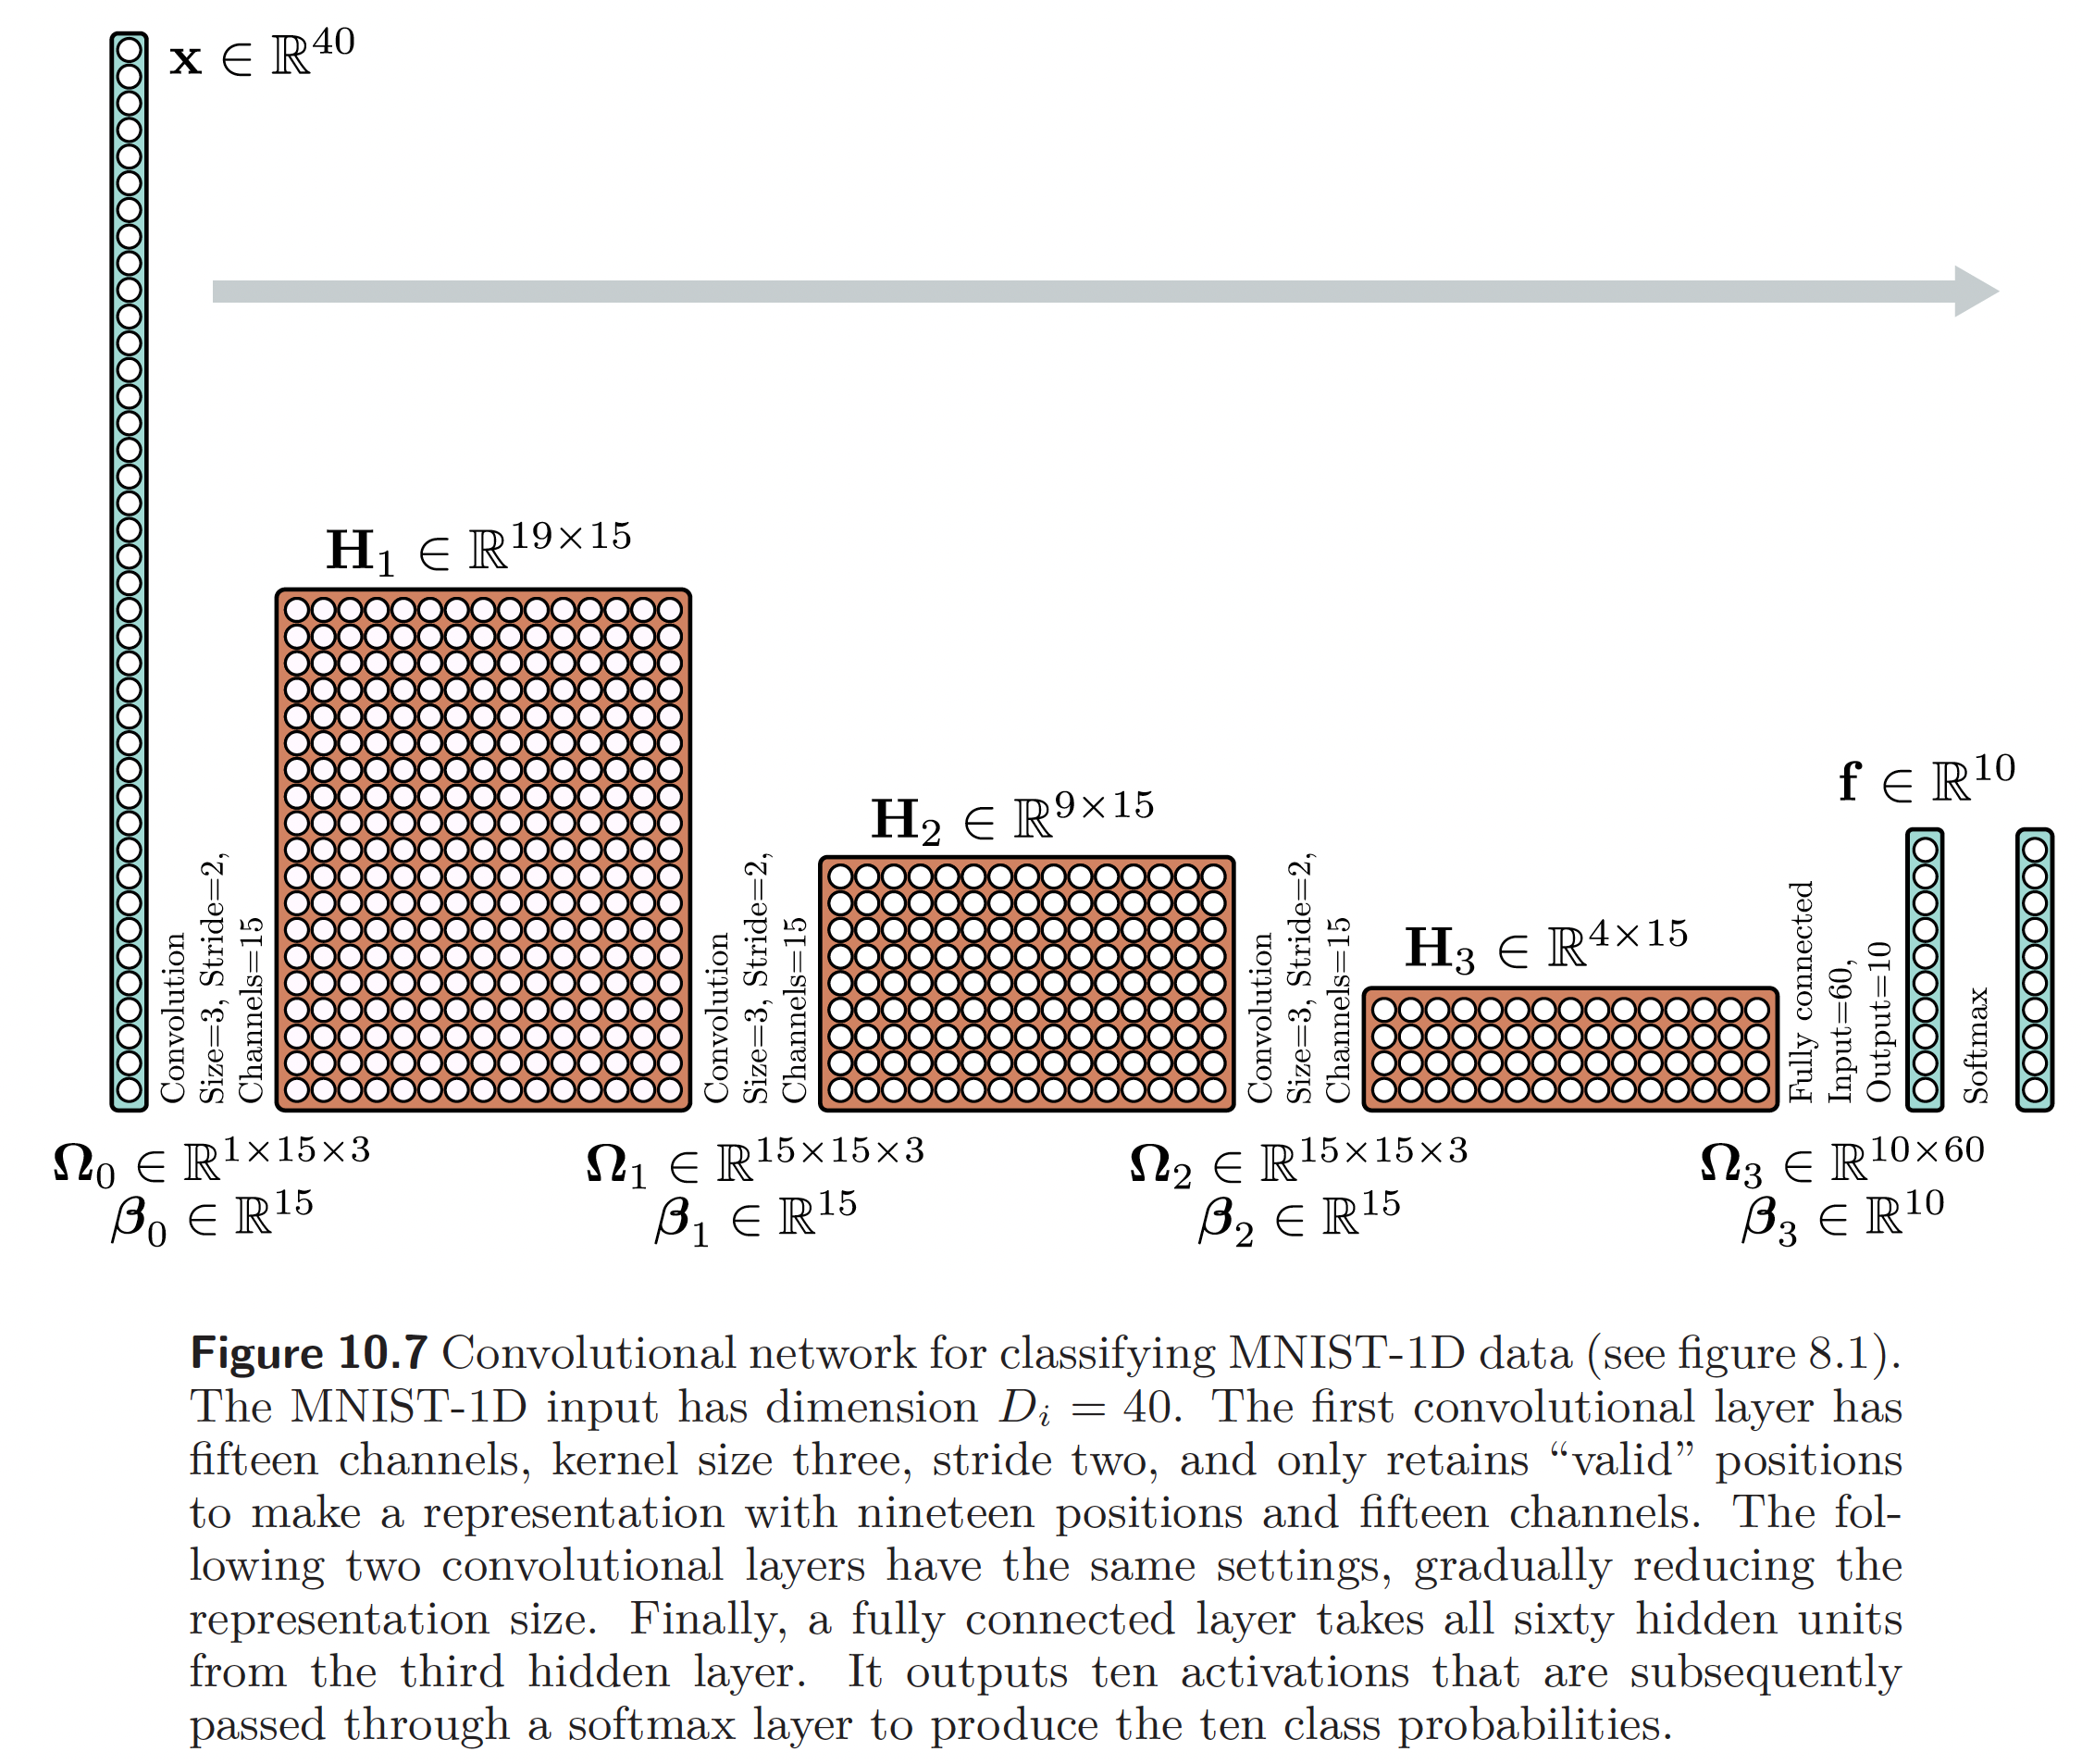 x ∈ ℝ⁴⁰
H₁ ∈ ℝ¹⁹ˣ¹⁵
H₂ ∈ ℝ⁹ˣ¹⁵
H₃ ∈ ℝ⁴ˣ¹⁵
f ∈ ℝ¹⁰
Convolution
Size=3, Stride=2,
Channels=15
Convolution
Size=3, Stride=2,
Channels=15
Convolution
Size=3, Stride=2,
Channels=15
Fully connected
Input=60,
Output=10
Softmax
Ω₀ ∈ ℝ¹ˣ¹⁵ˣ³
β₀ ∈ ℝ¹⁵
Ω₁ ∈ ℝ¹⁵ˣ¹⁵ˣ³
β₁ ∈ ℝ¹⁵
Ω₂ ∈ ℝ¹⁵ˣ¹⁵ˣ³
β₂ ∈ ℝ¹⁵
Ω₃ ∈ ℝ¹⁰ˣ⁶⁰
β₃ ∈ ℝ¹⁰
Figure 10.7 Convolutional network for classifying MNIST-1D data (see figure 8.1).
The MNIST-1D input has dimension Dᵢ = 40. The first convolutional layer has
fifteen channels, kernel size three, stride two, and only retains “valid” positions
to make a representation with nineteen positions and fifteen channels. The fol-
lowing two convolutional layers have the same settings, gradually reducing the
representation size. Finally, a fully connected layer takes all sixty hidden units
from the third hidden layer. It outputs ten activations that are subsequently
passed through a softmax layer to produce the ten class probabilities.